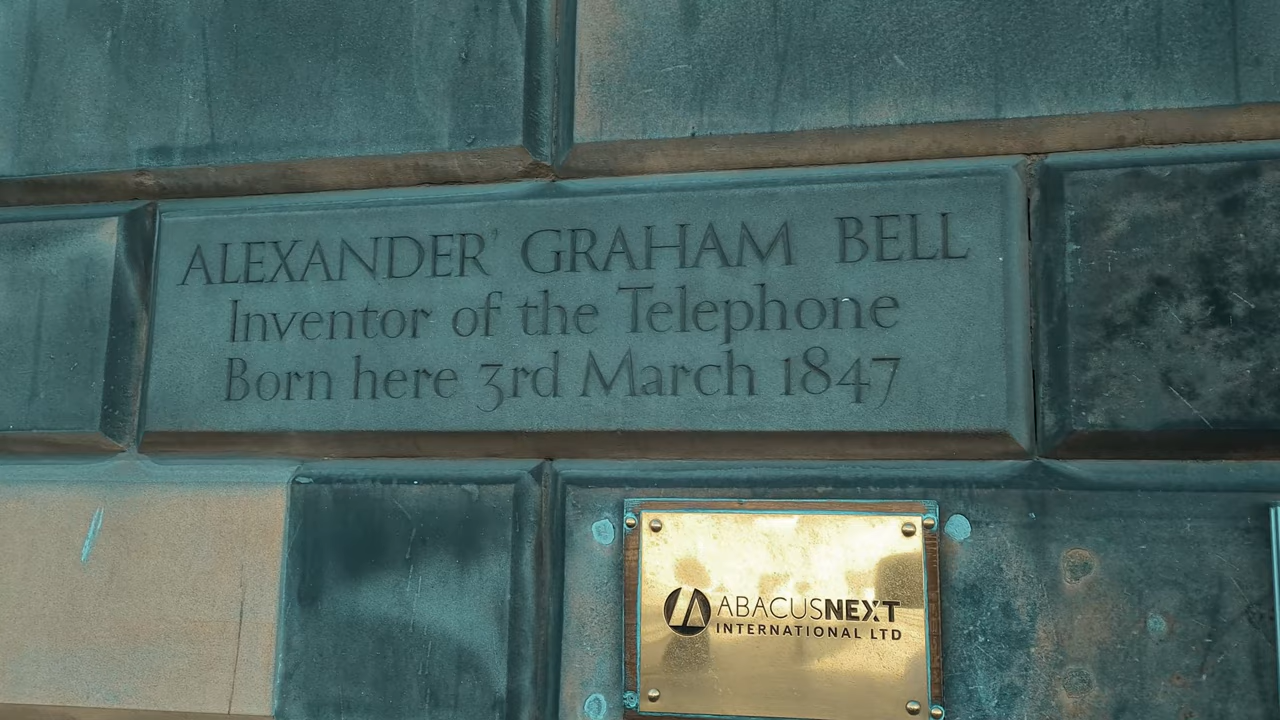 ALEXANDER GRAHAM BELL
Inventor of the Telephone
Born here 3rd March 1847
ABACUSNEXT
INTERNATIONAL LTD